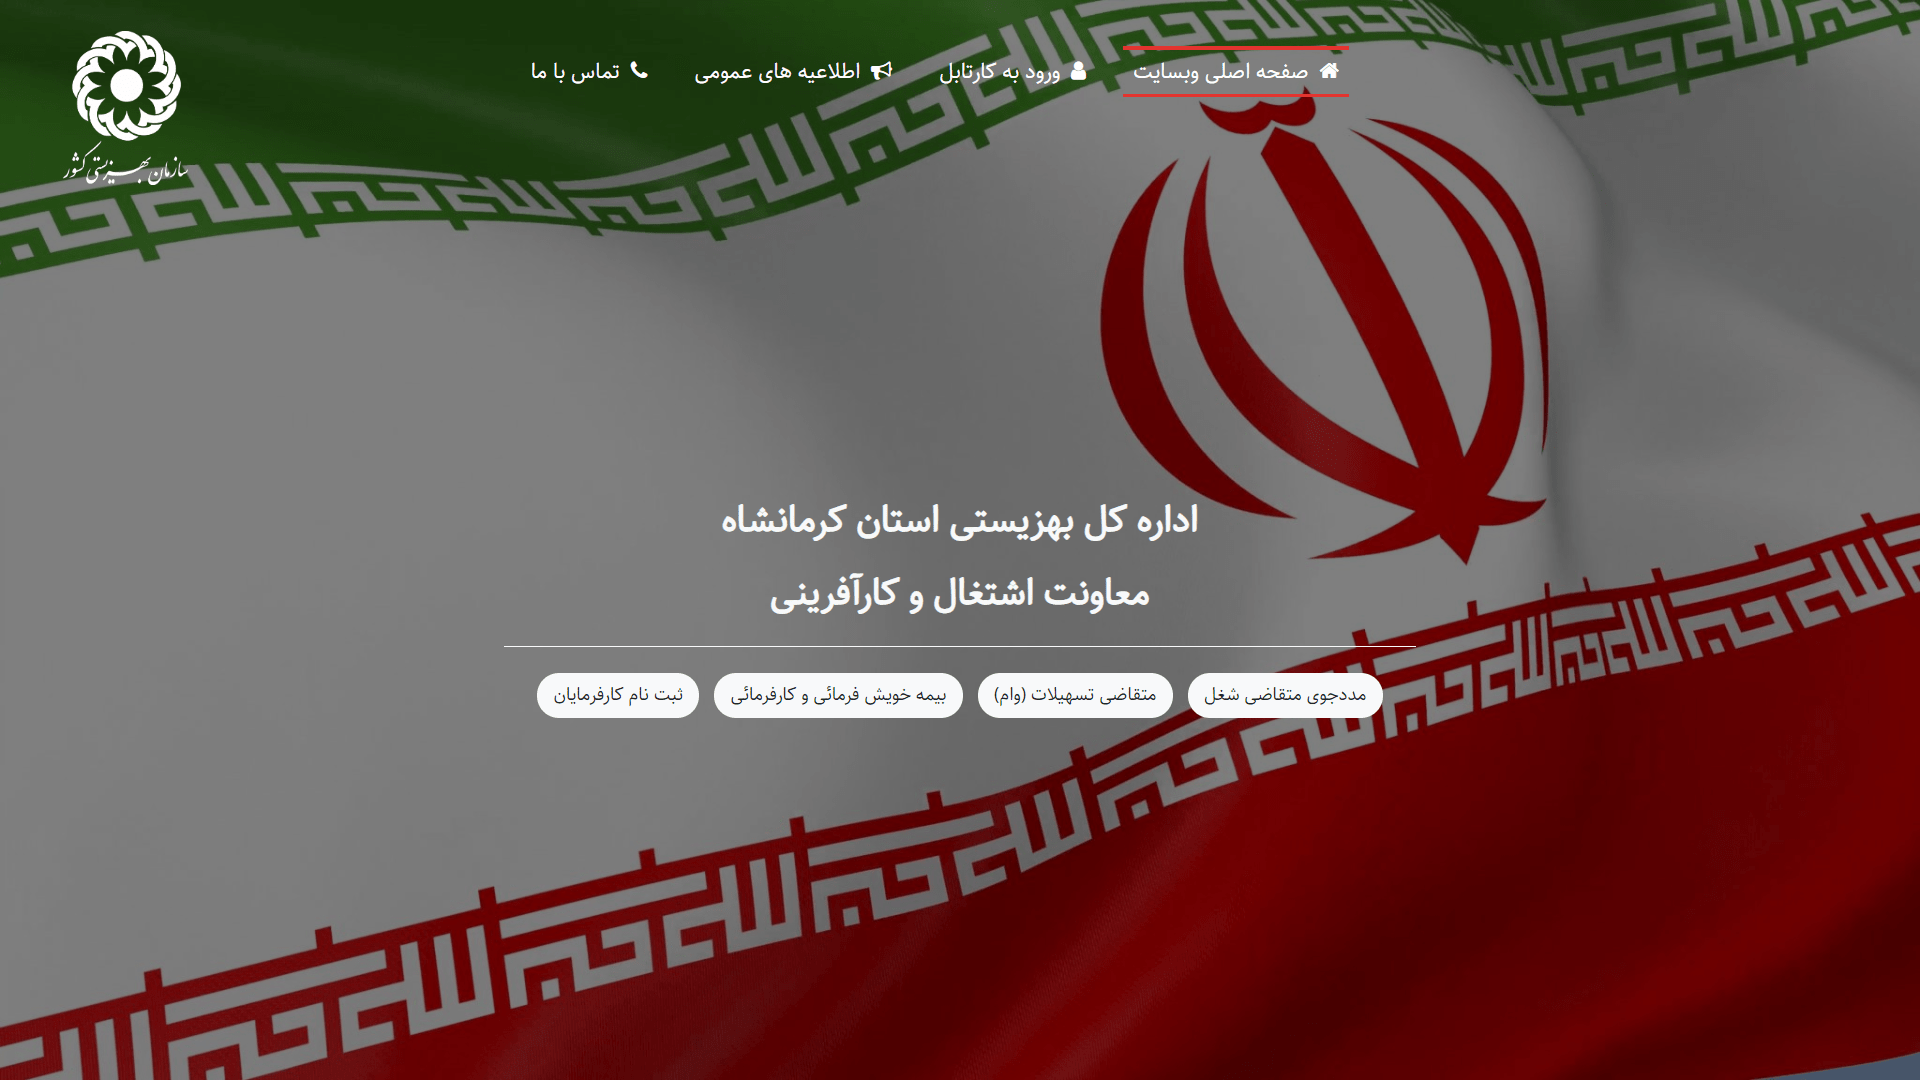 صفحه اصلی وبسایت
ورود به کارتابل
اطلاعیه های عمومی
تماس با ما
سازمان بهزیستی کشور
اداره کل بهزیستی استان کرمانشاه
معاونت اشتغال و کارآفرینی
مددجوی متقاضی شغل
متقاضی تسهیلات (وام)
بیمه خویش فرمائی و کارفرمائی
ثبت نام کارفرمایان